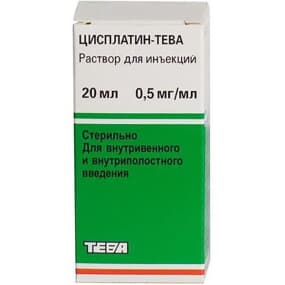 ЦИСПЛАТИН-ТЕВА
Раствор для инъекций
20 мл 0,5 мг/мл
Стерильно
Для внутривенного
и внутриполостного
введения
ТЕВА